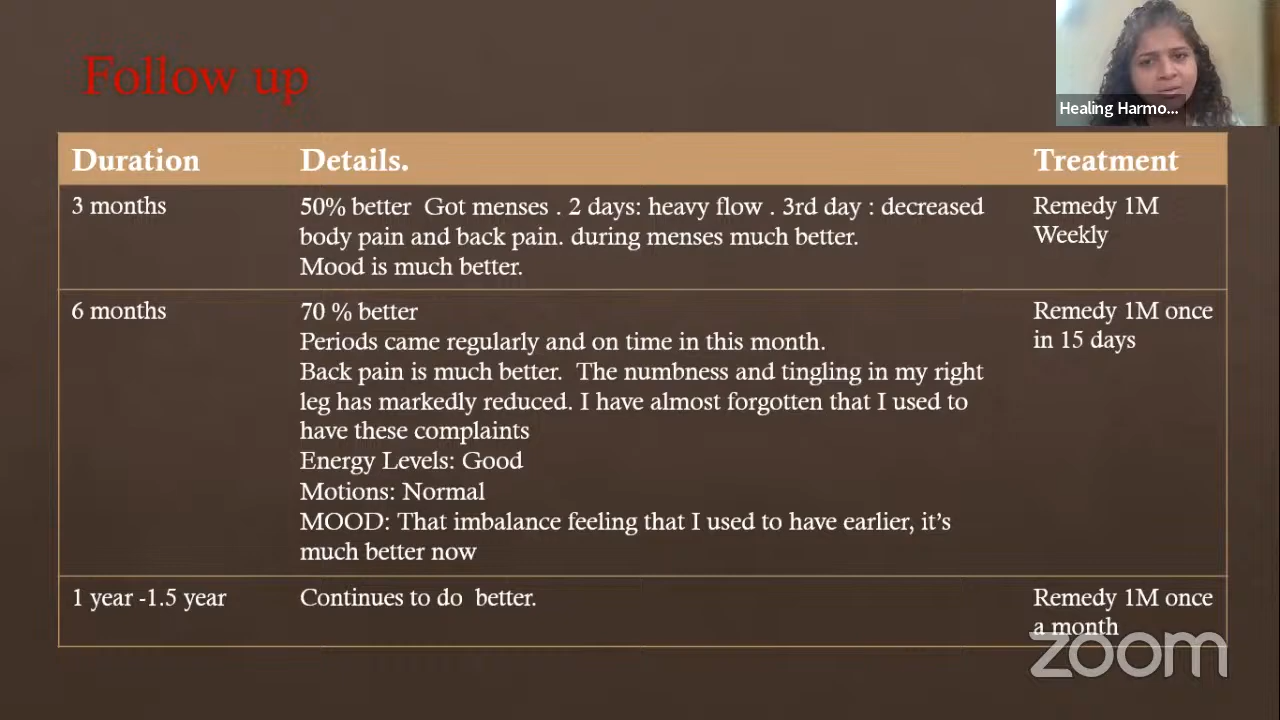 Follow up
Healing Harmo...
Duration Details. Treatment
3 months 50% better Got menses . 2 days: heavy flow . 3rd day : decreased Remedy 1M
body pain and back pain. during menses much better. Weekly
Mood is much better.
6 months 70 % better Remedy 1M once
Periods came regularly and on time in this month. in 15 days
Back pain is much better. The numbness and tingling in my right
leg has markedly reduced. I have almost forgotten that I used to
have these complaints
Energy Levels: Good
Motions: Normal
MOOD: That imbalance feeling that I used to have earlier, it’s
much better now
1 year -1.5 year Continues to do better. Remedy 1M once
a month
zoom